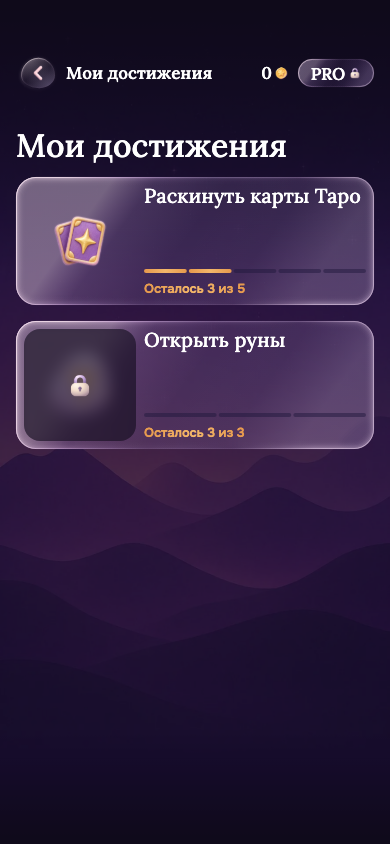 Мои достижения
0
PRO
Мои достижения
Раскинуть карты Таро
Осталось 3 из 5
Открыть руны
Осталось 3 из 3